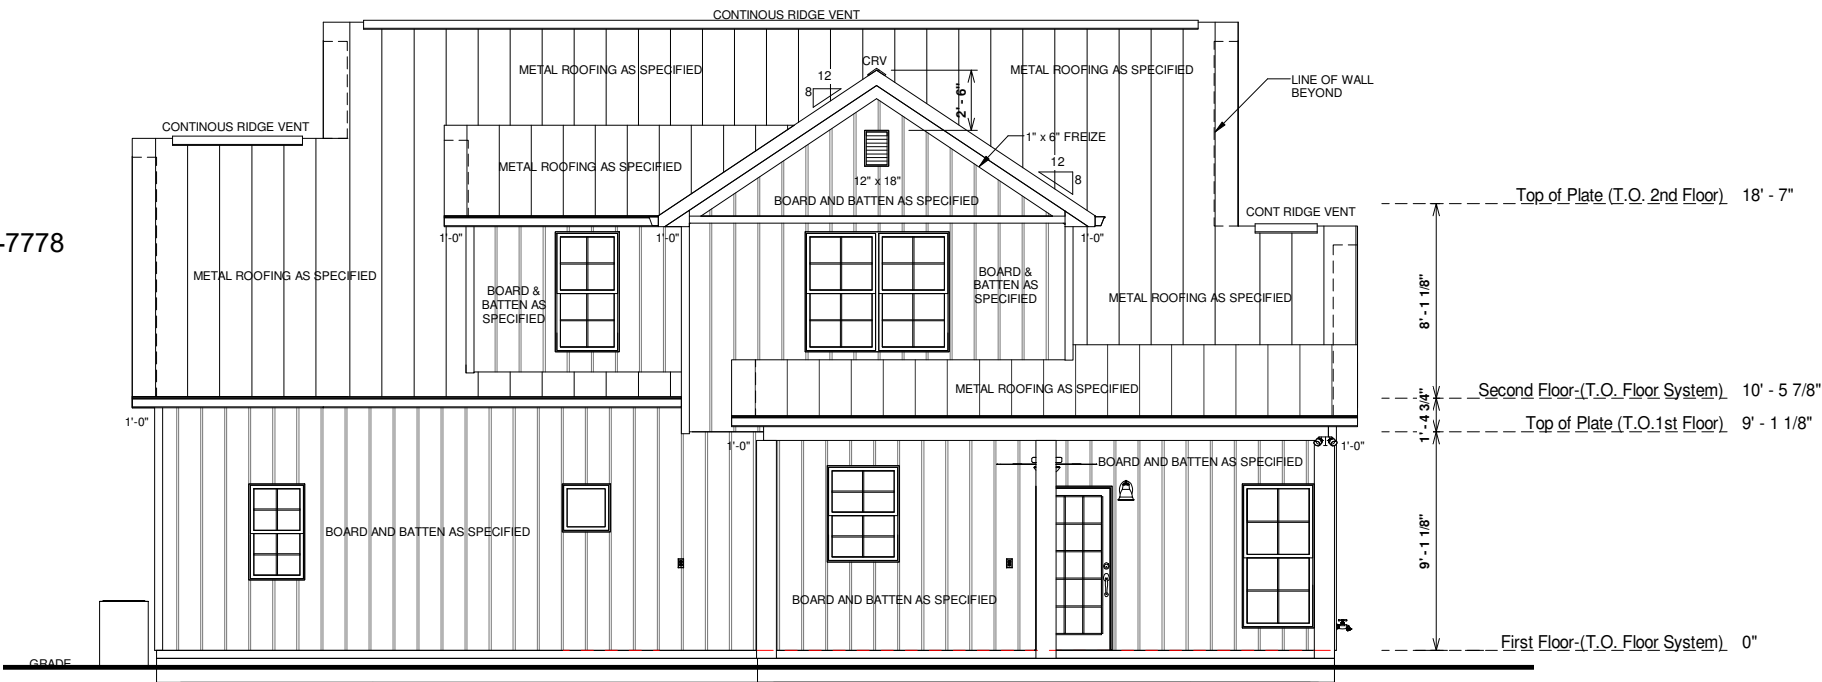 CONTINOUS RIDGE VENT
METAL ROOFING AS SPECIFIED
CRV
12
8
2' - 6"
METAL ROOFING AS SPECIFIED
LINE OF WALL
BEYOND
CONTINOUS RIDGE VENT
1" x 6" FREIZE
METAL ROOFING AS SPECIFIED
12
8
12" x 18"
BOARD AND BATTEN AS SPECIFIED
Top of Plate (T.O. 2nd Floor) 18' - 7"
CONT RIDGE VENT
-7778
1'-0"
1'-0"
1'-0"
METAL ROOFING AS SPECIFIED
BOARD &
BATTEN AS
SPECIFIED
BOARD &
BATTEN AS
SPECIFIED
METAL ROOFING AS SPECIFIED
8' - 1 1/8"
METAL ROOFING AS SPECIFIED
Second Floor-(T.O. Floor System) 10' - 5 7/8"
1' - 4 3/4"
1'-0"
Top of Plate (T.O.1st Floor) 9' - 1 1/8"
1'-0"
1'-0"
BOARD AND BATTEN AS SPECIFIED
BOARD AND BATTEN AS SPECIFIED
9' - 1 1/8"
BOARD AND BATTEN AS SPECIFIED
First Floor-(T.O. Floor System) 0"
GRADE